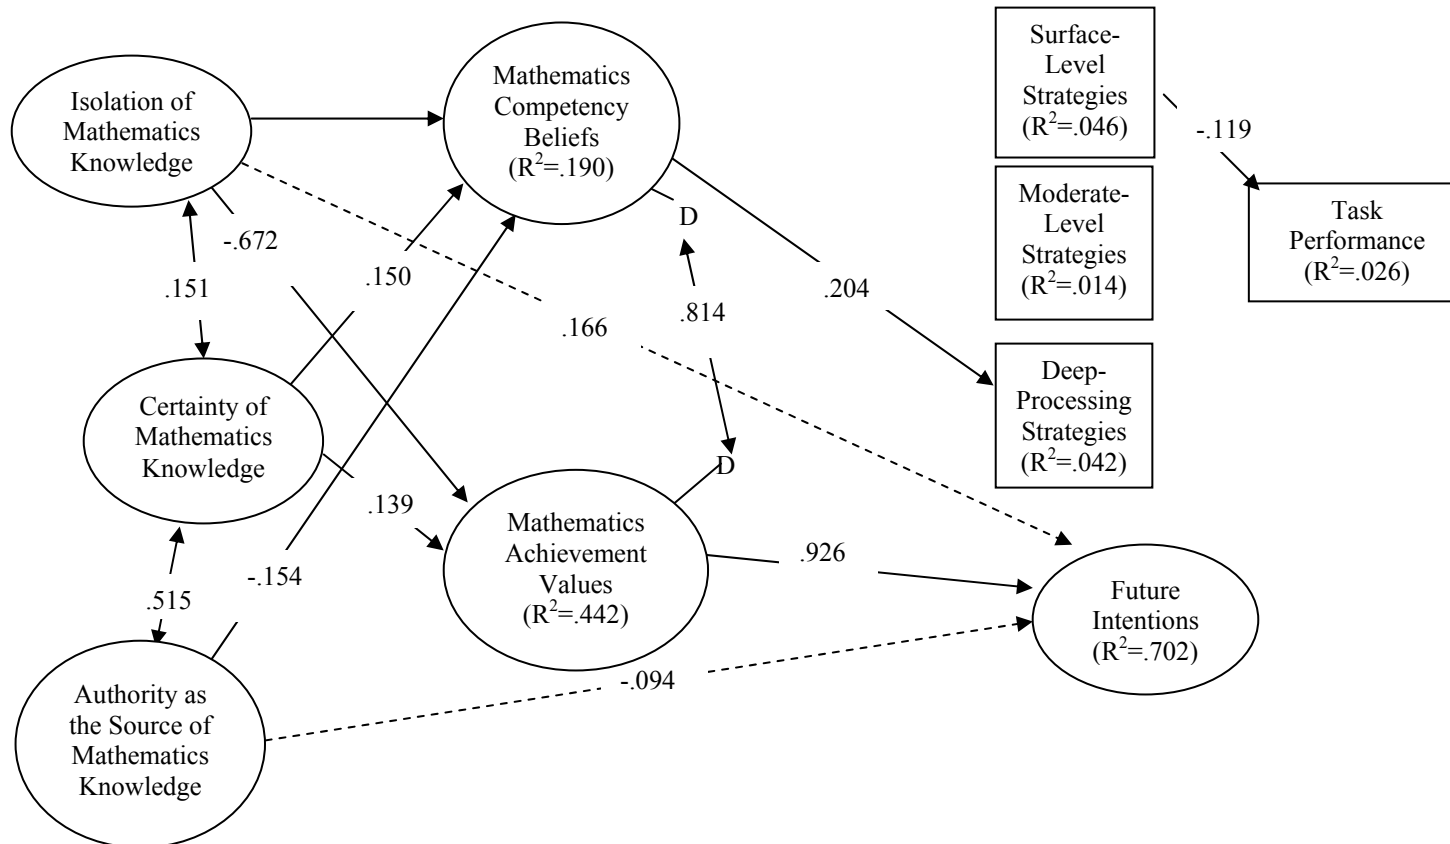 Isolation of
Mathematics
Knowledge
Mathematics
Competency
Beliefs
(R²=.190)
Surface-
Level
Strategies
(R²=.046)
-.119
Moderate-
Level
Strategies
(R²=.014)
Task
Performance
(R²=.026)
D
-.672
.151
.150
.166
.814
.204
Certainty of
Mathematics
Knowledge
Deep-
Processing
Strategies
(R²=.042)
D
.139
Mathematics
Achievement
Values
(R²=.442)
.926
-.154
.515
Future
Intentions
(R²=.702)
-.094
Authority as
the Source of
Mathematics
Knowledge